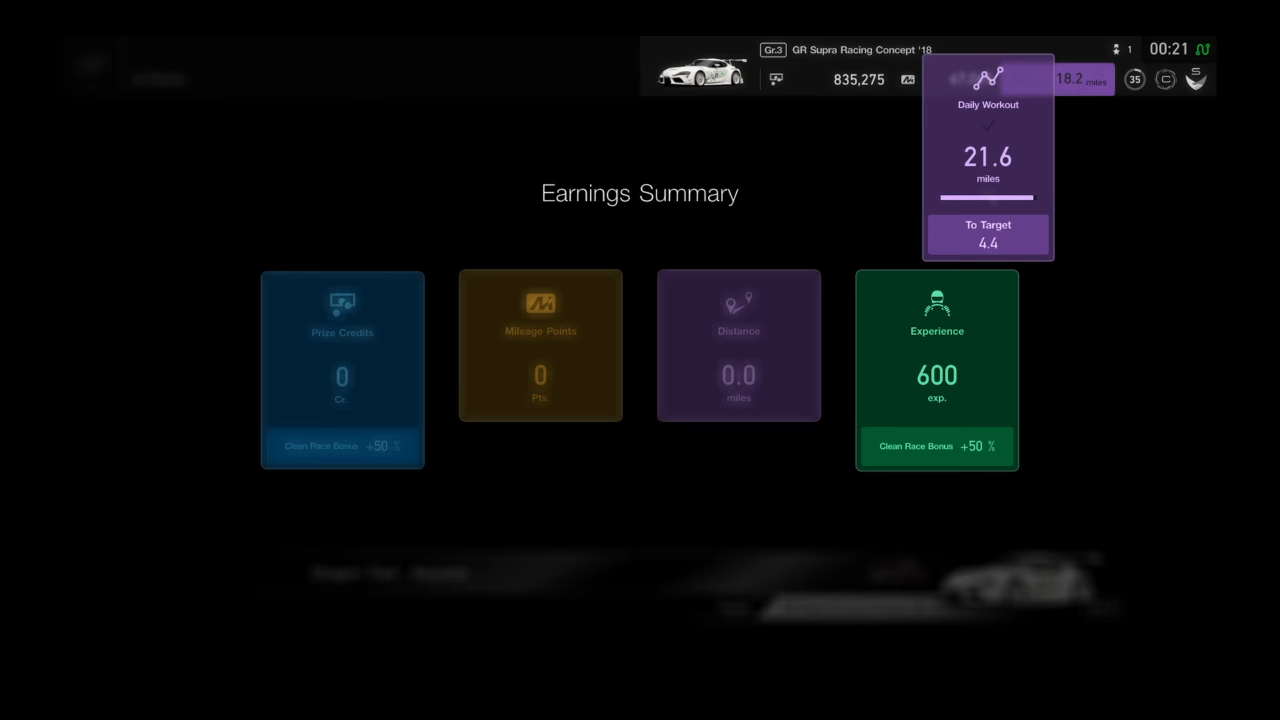 Gr.3 GR Supra Racing Concept '18
1 00:21
835,275
18.2 miles
35
C
S
Daily Workout
21.6
miles
To Target
4.4
Earnings Summary
Prize Credits
0
Cr.
Clean Race Bonus +50 %
Mileage Points
0
Pts.
Distance
0.0
miles
Experience
600
exp.
Clean Race Bonus +50 %